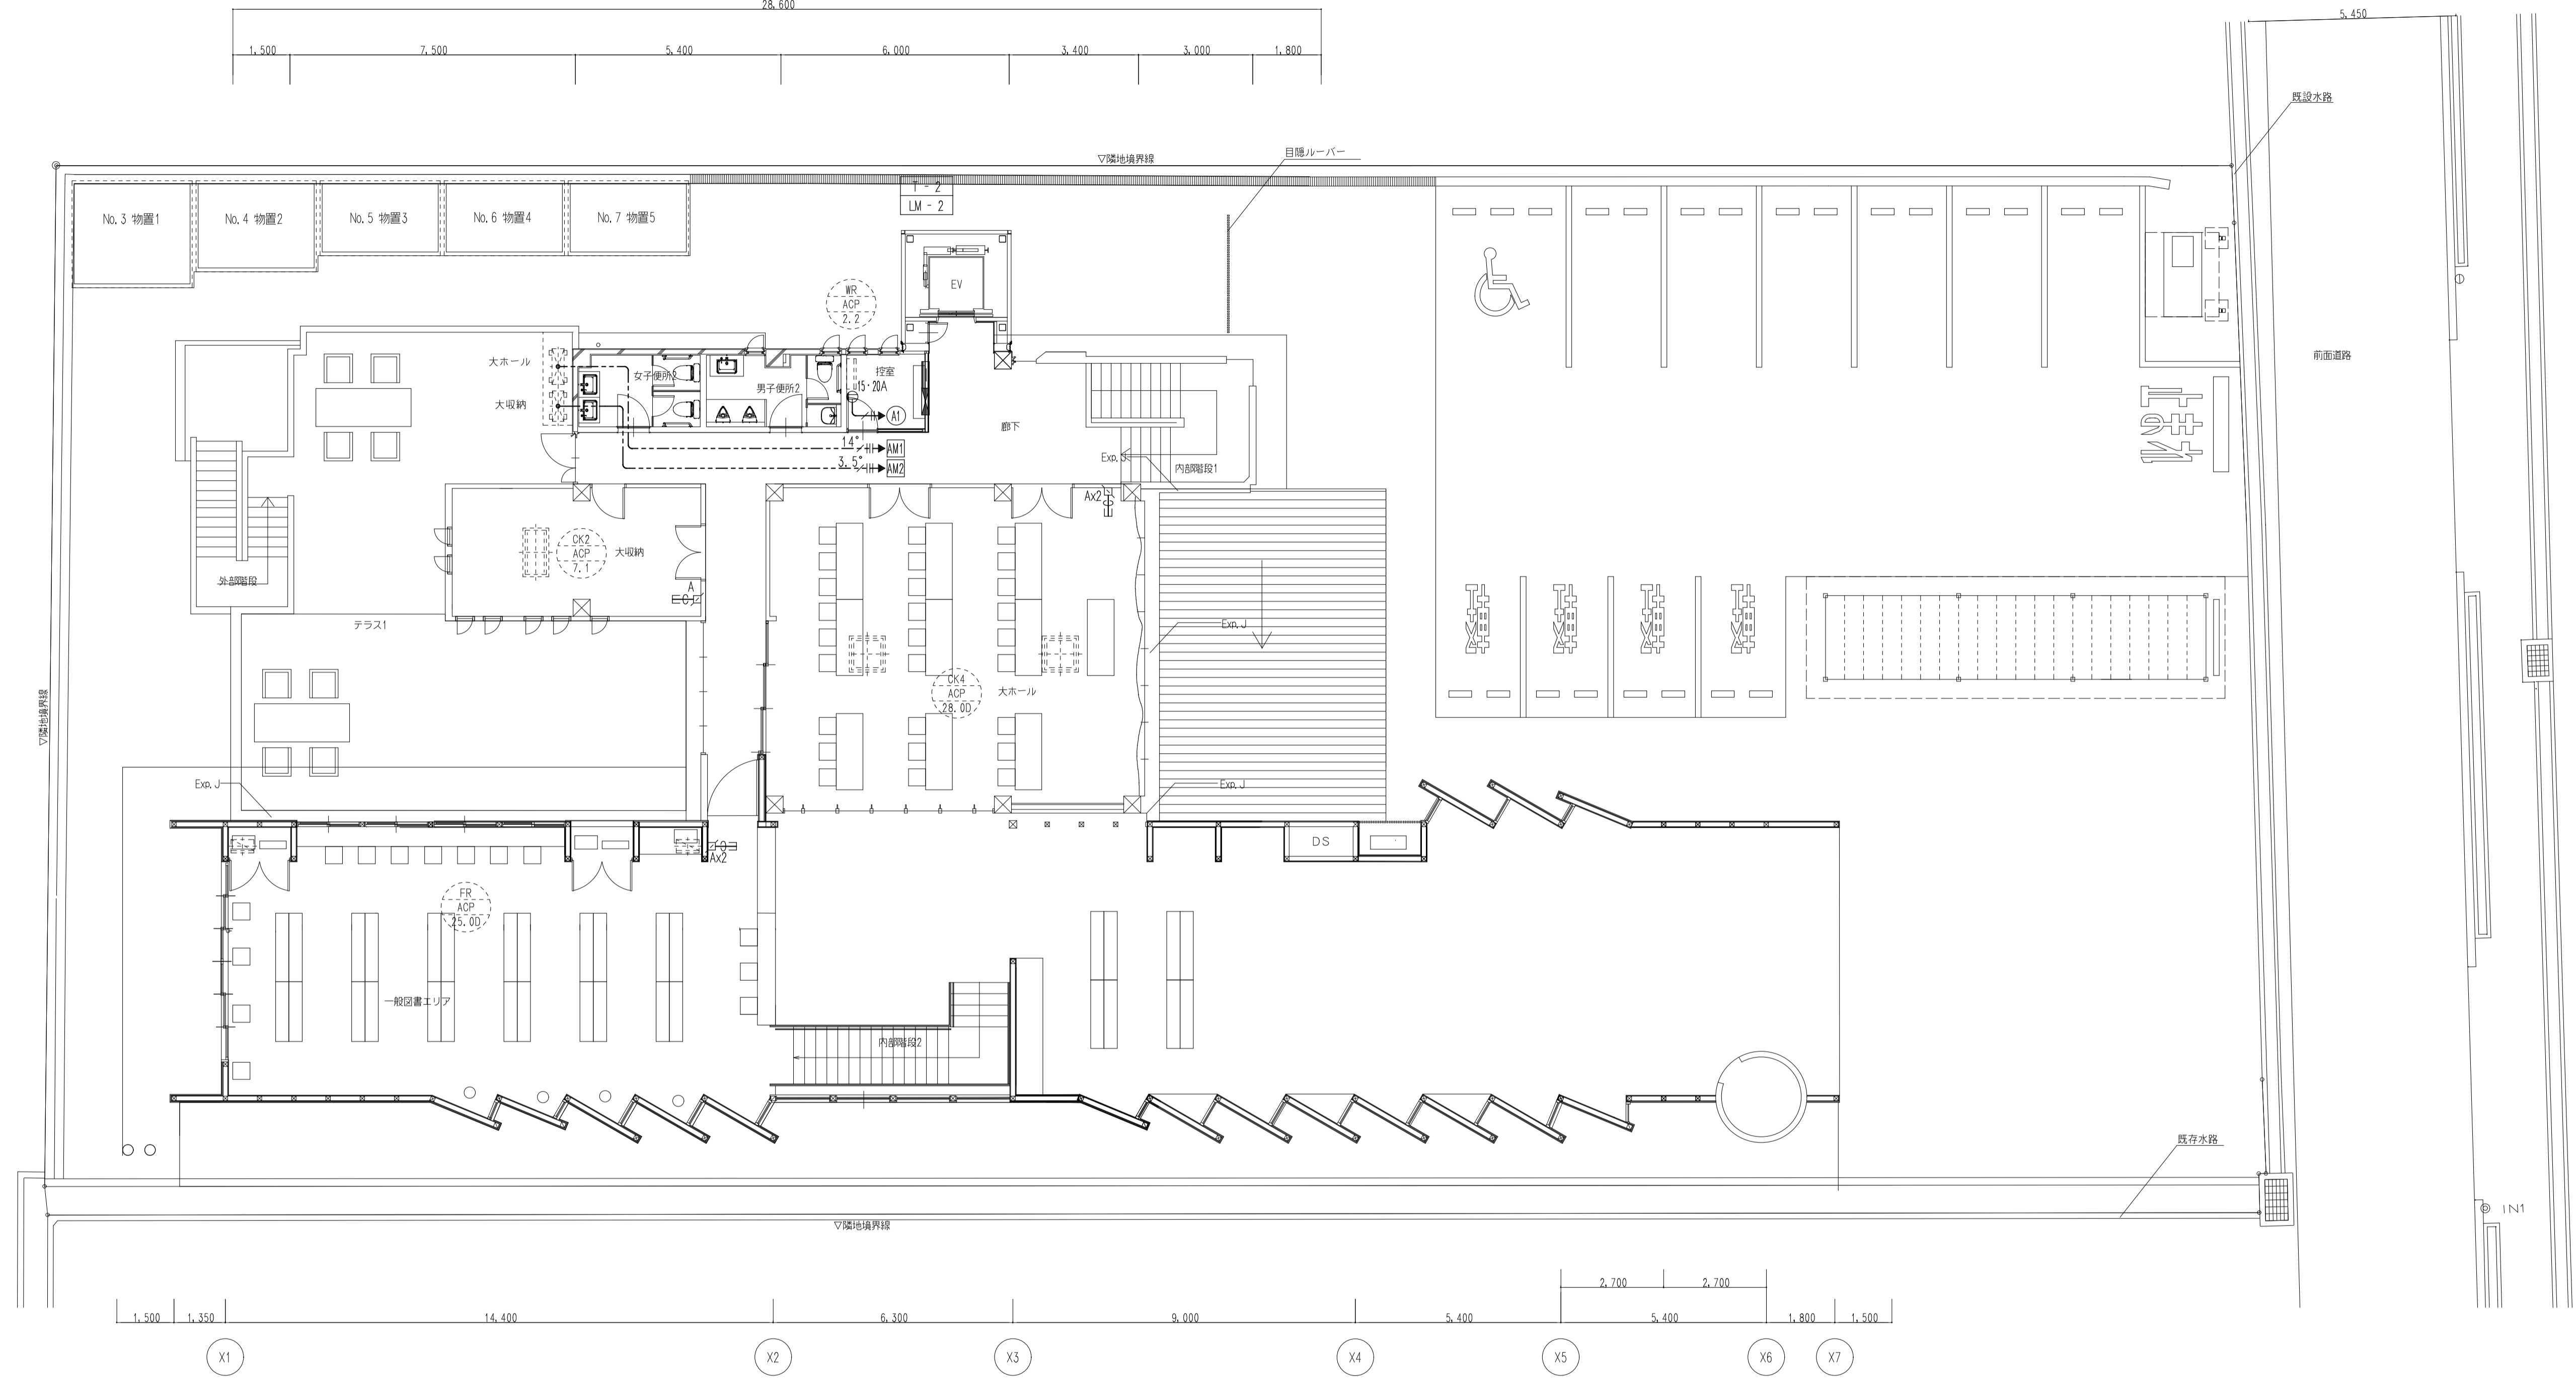 28,600
5,450
1,500 7,500 5,400 6,000 3,400 3,000 1,800
既設水路
▽隣地境界線
目隠ルーバー
T - 2
LM - 2
No.3 物置1
No.4 物置2
No.5 物置3
No.6 物置4
No.7 物置5
EV
WR
ACP
2.2
大ホール
大収納
女子便所2
男子便所2
控室
15・20A
A1
廊下
前面道路
14°
AM1
3.5°
AM2
Exp.J
内部階段1
Ax2
外部階段
CK2
ACP
7.1
大収納
A
テラス1
Exp.J
CK4
ACP
28.0D
大ホール
▽隣地境界線
Exp.J
Exp.J
DS
Ax2
FR
ACP
25.0D
一般図書エリア
内部階段2
既存水路
IN1
▽隣地境界線
2,700 2,700
1,500 1,350 14,400 6,300 9,000 5,400 5,400 1,800 1,500
X1 X2 X3 X4 X5 X6 X7